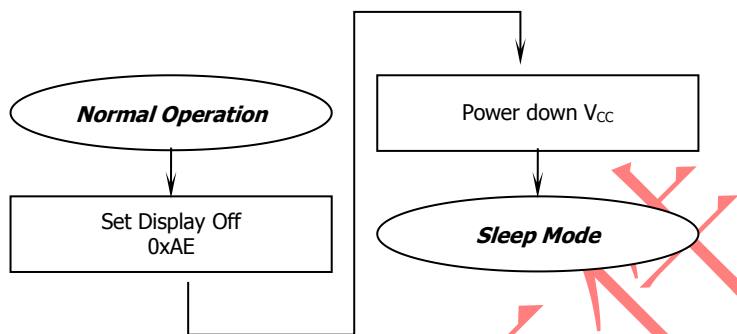 Normal Operation
Set Display Off
0xAE
Power down VCC
Sleep Mode